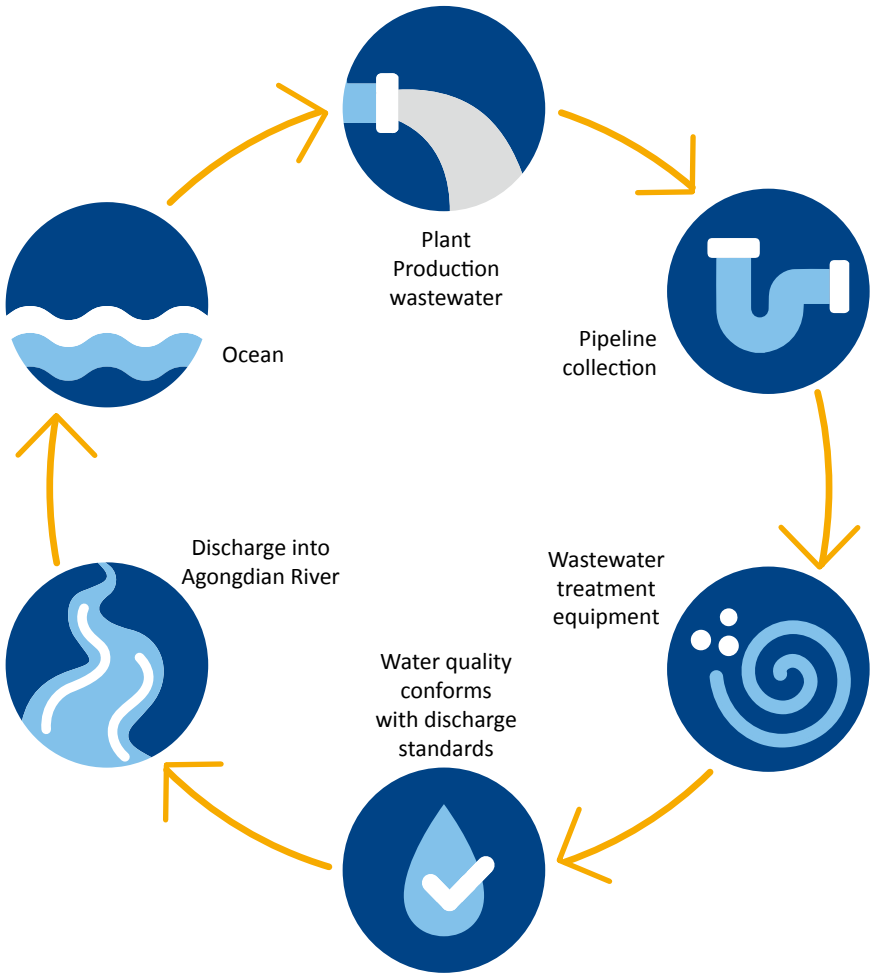 Plant
Production
wastewater
Pipeline
collection
Wastewater
treatment
equipment
Water quality
conforms
with discharge
standards
Discharge into
Agongdian River
Ocean